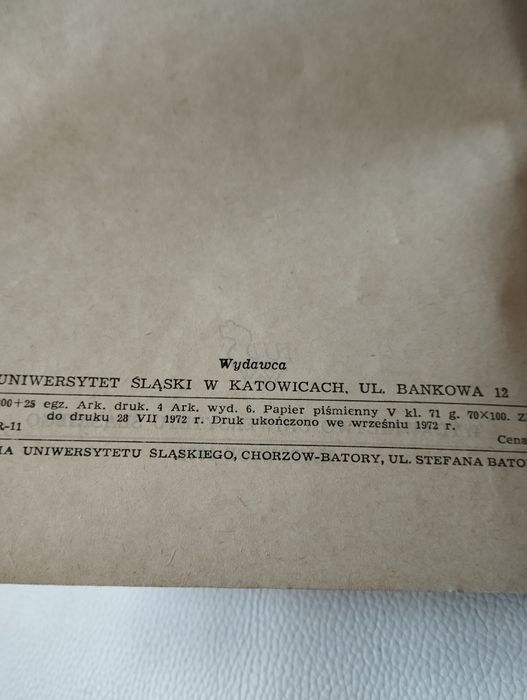 Wydawca
UNIWERSYTET ŚLĄSKI W KATOWICACH, UL. BANKOWA 12
00+25 egz. Ark. druk. 4 Ark. wyd. 6. Papier piśmienny V kl. 71 g. 70×100. Z
do druku 28 VII 1972 r. Druk ukończono we wrześniu 1972 r.
R-11 Cena
IA UNIWERSYTETU ŚLĄSKIEGO, CHORZÓW-BATORY, UL. STEFANA BATO